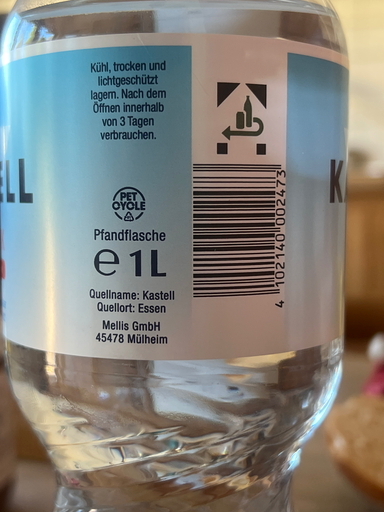 Kühl, trocken und
lichtgeschützt
lagern. Nach dem
Öffnen innerhalb
von 3 Tagen
verbrauchen.
ELL
K
PET
CYCLE
Pfandflasche
e 1L
Quellname: Kastell
Quellort: Essen
Mellis GmbH
45478 Mülheim
4 102140 002473